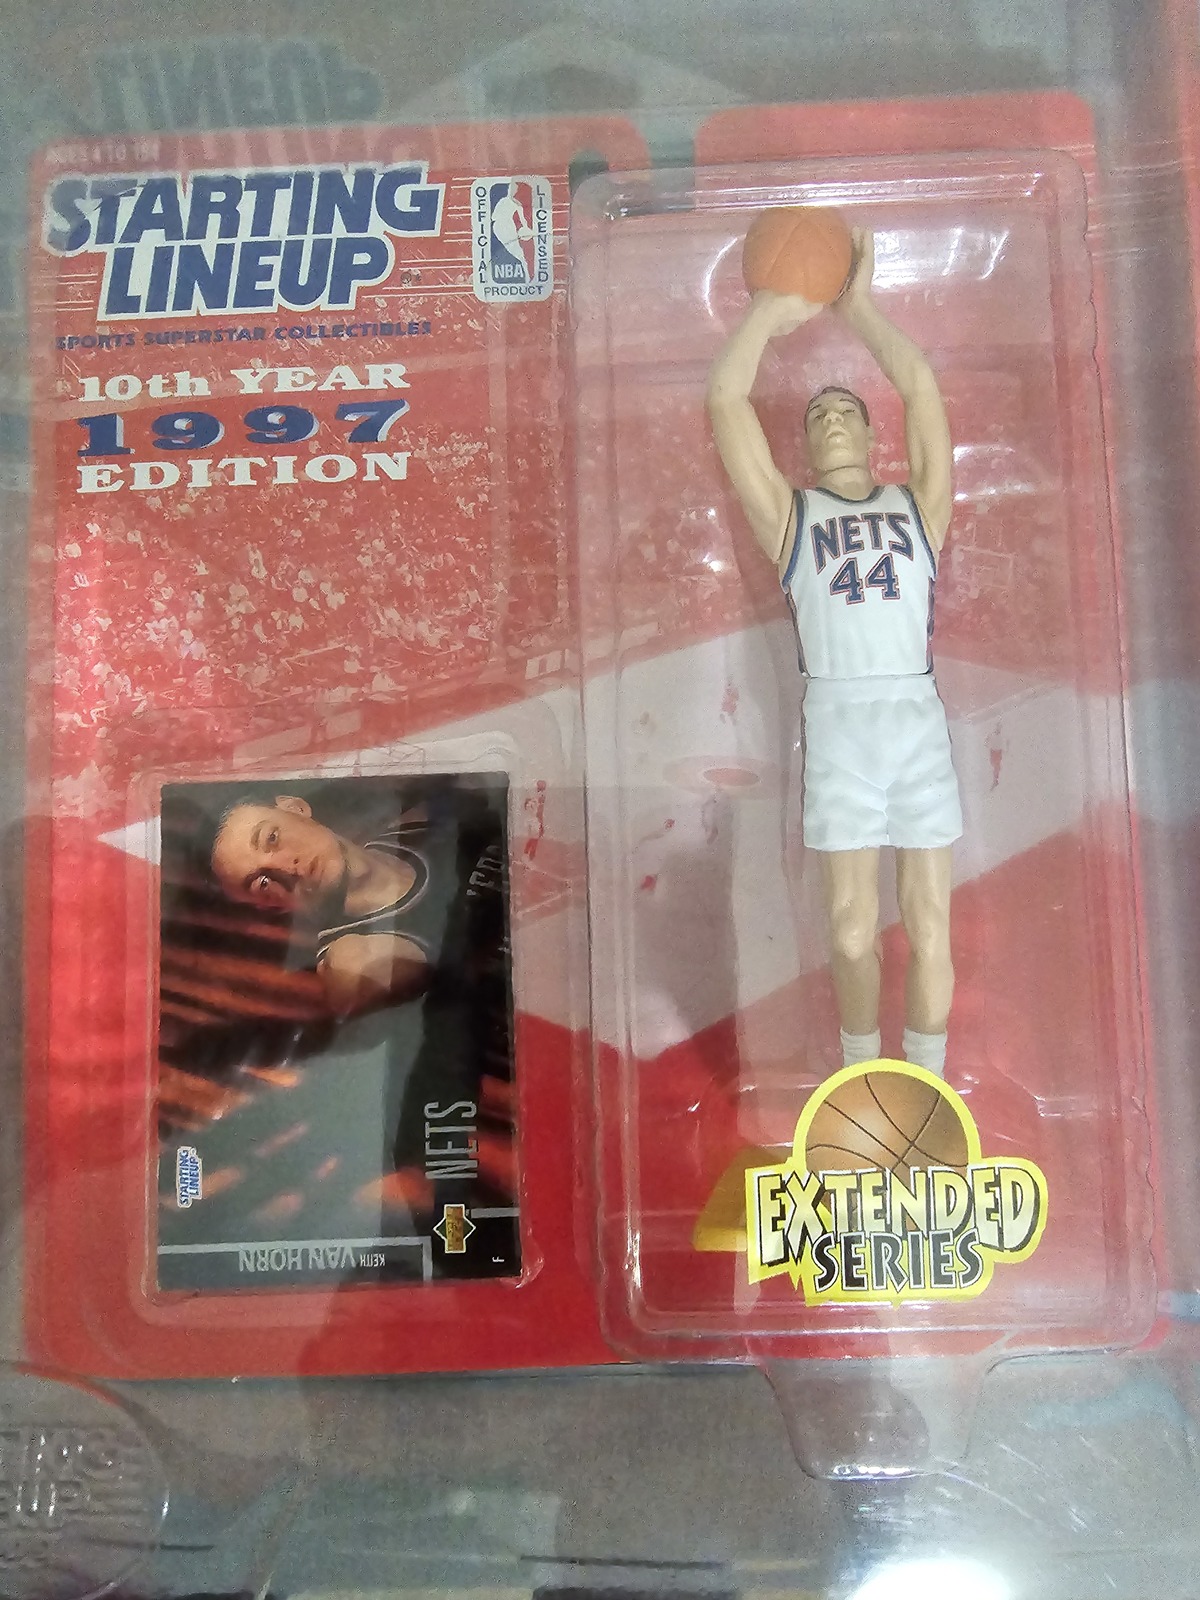 STARTING
LINEUP
SPORTS SUPERSTAR COLLECTIBLES
OFFICIAL
LICENSED
NBA
PRODUCT
10th YEAR
1997
EDITION
NETS
44
NETS
STARTING
LINEUP
KEITH VAN HORN
F
EXTENDED
SERIES